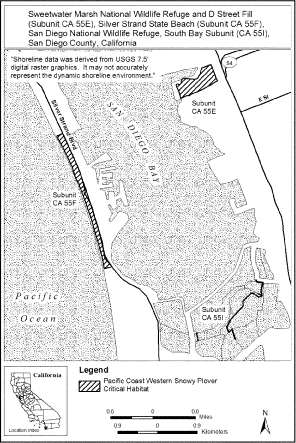 Sweetwater Marsh National Wildlife Refuge and D Street Fill
(Subunit CA 55E), Silver Strand State Beach (Subunit CA 55F),
San Diego National Wildlife Refuge, South Bay Subunit (CA 55I),
San Diego County, California
"Shoreline data was derived from USGS 7.5'
digital raster graphics. It may not accurately
represent the dynamic shoreline environment."
54
Subunit
CA 55E
E St
Silver Strand Blvd
SAN DIEGO BAY
Subunit
CA 55F
Pacific
Ocean
Subunit
CA 55I
California
Location Index
Legend
Pacific Coast Western Snowy Plover
Critical Habitat
0.6 0 0.6
Miles
0.9 0 0.9
Kilometers
N